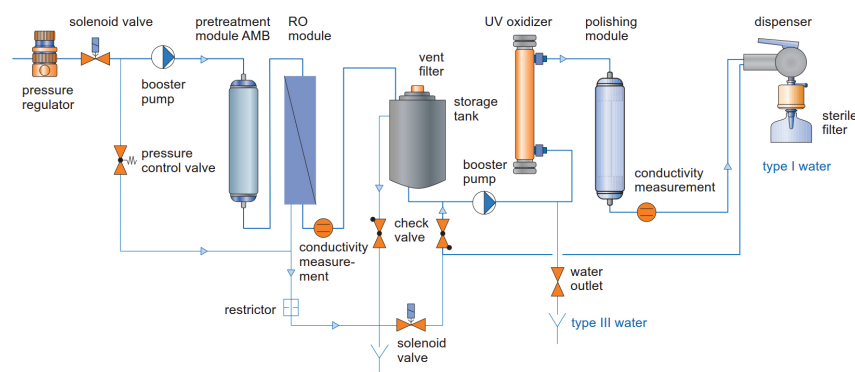 solenoid valve
pretreatment
module AMB
RO
module
UV oxidizer
polishing
module
dispenser
vent
filter
pressure
regulator
booster
pump
storage
tank
sterile
filter
pressure
control valve
booster
pump
type I water
conductivity
measurement
check
valve
conductivity
measure-
ment
water
outlet
restrictor
type III water
solenoid
valve